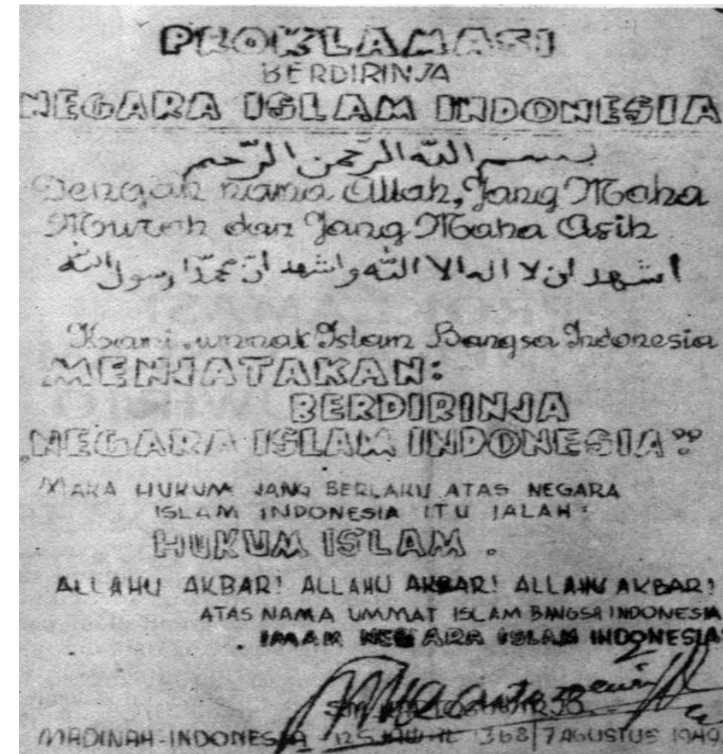 PROKLAMASI
BERDIRINJA
NEGARA ISLAM INDONESIA
بسم الله الرحمن الرحيم
Dengan nama Allah, Jang Maha
Murah dan Jang Maha Asih
اشهد ان لا اله الا الله واشهد ان محمدا رسول الله
Kami, ummat Islam Bangsa Indonesia
MENJATAKAN:
BERDIRINJA
„NEGARA ISLAM INDONESIA”
MAKA HUKUM JANG BERLAKU ATAS NEGARA
ISLAM INDONESIA ITU IALAH:
HUKUM ISLAM.
ALLAHU AKBAR! ALLAHU AKBAR! ALLAHU AKBAR!
ATAS NAMA UMMAT ISLAM BANGSA INDONESIA
IMAM NEGARA ISLAM INDONESIA
MADINAH-INDONESIA 12 SJAWAL 1368/7 AGUSTUS 1949